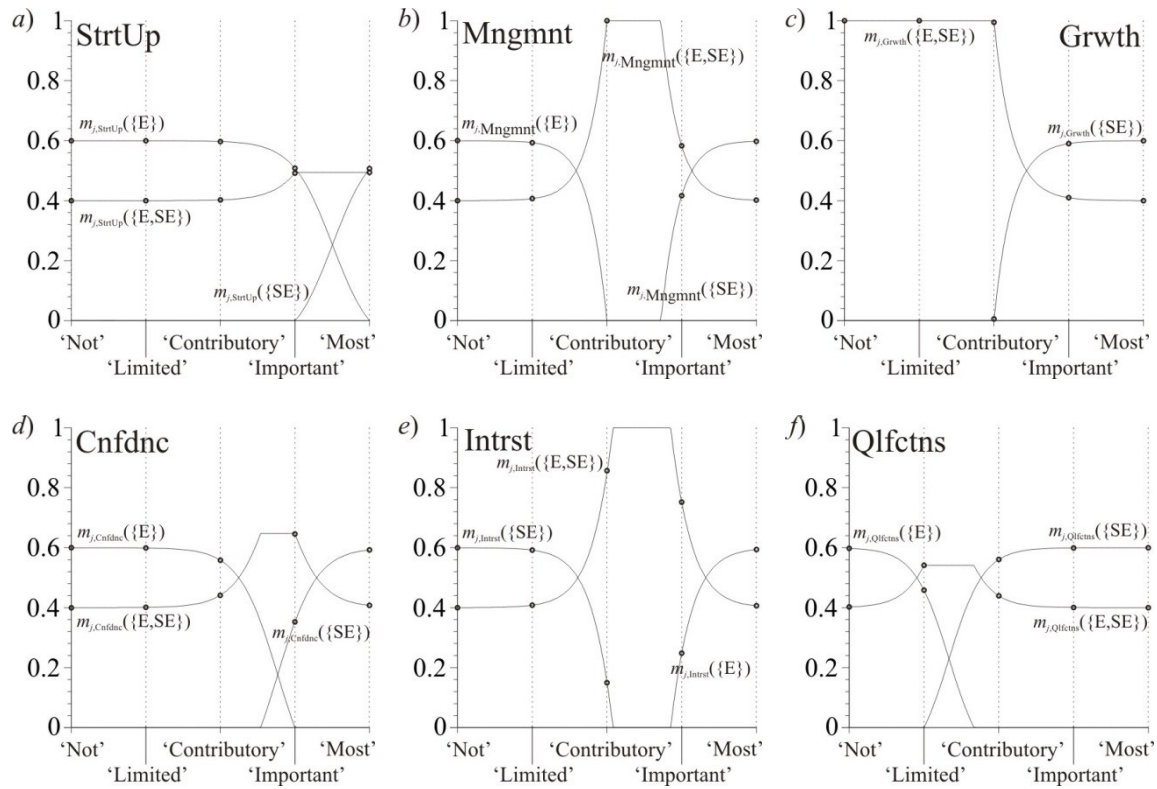 a)
StrtUp
1
0.8
0.6
0.4
0.2
0
m_{j,StrtUp}({E})
m_{j,StrtUp}({E,SE})
m_{j,StrtUp}({SE})
‘Not’
‘Limited’
‘Contributory’
‘Important’
‘Most’
b)
Mngmnt
1
0.8
0.6
0.4
0.2
0
m_{j,Mngmnt}({E,SE})
m_{j,Mngmnt}({E})
m_{j,Mngmnt}({SE})
‘Not’
‘Limited’
‘Contributory’
‘Important’
‘Most’
c)
Grwth
1
0.8
0.6
0.4
0.2
0
m_{j,Grwth}({E,SE})
m_{j,Grwth}({SE})
‘Not’
‘Limited’
‘Contributory’
‘Important’
‘Most’
d)
Cnfdnc
1
0.8
0.6
0.4
0.2
0
m_{j,Cnfdnc}({E})
m_{j,Cnfdnc}({E,SE})
m_{j,Cnfdnc}({SE})
‘Not’
‘Limited’
‘Contributory’
‘Important’
‘Most’
e)
Intrst
1
0.8
0.6
0.4
0.2
0
m_{j,Intrst}({E,SE})
m_{j,Intrst}({SE})
m_{j,Intrst}({E})
‘Not’
‘Limited’
‘Contributory’
‘Important’
‘Most’
f)
Qlfctns
1
0.8
0.6
0.4
0.2
0
m_{j,Qlfctns}({E})
m_{j,Qlfctns}({SE})
m_{j,Qlfctns}({E,SE})
‘Not’
‘Limited’
‘Contributory’
‘Important’
‘Most’